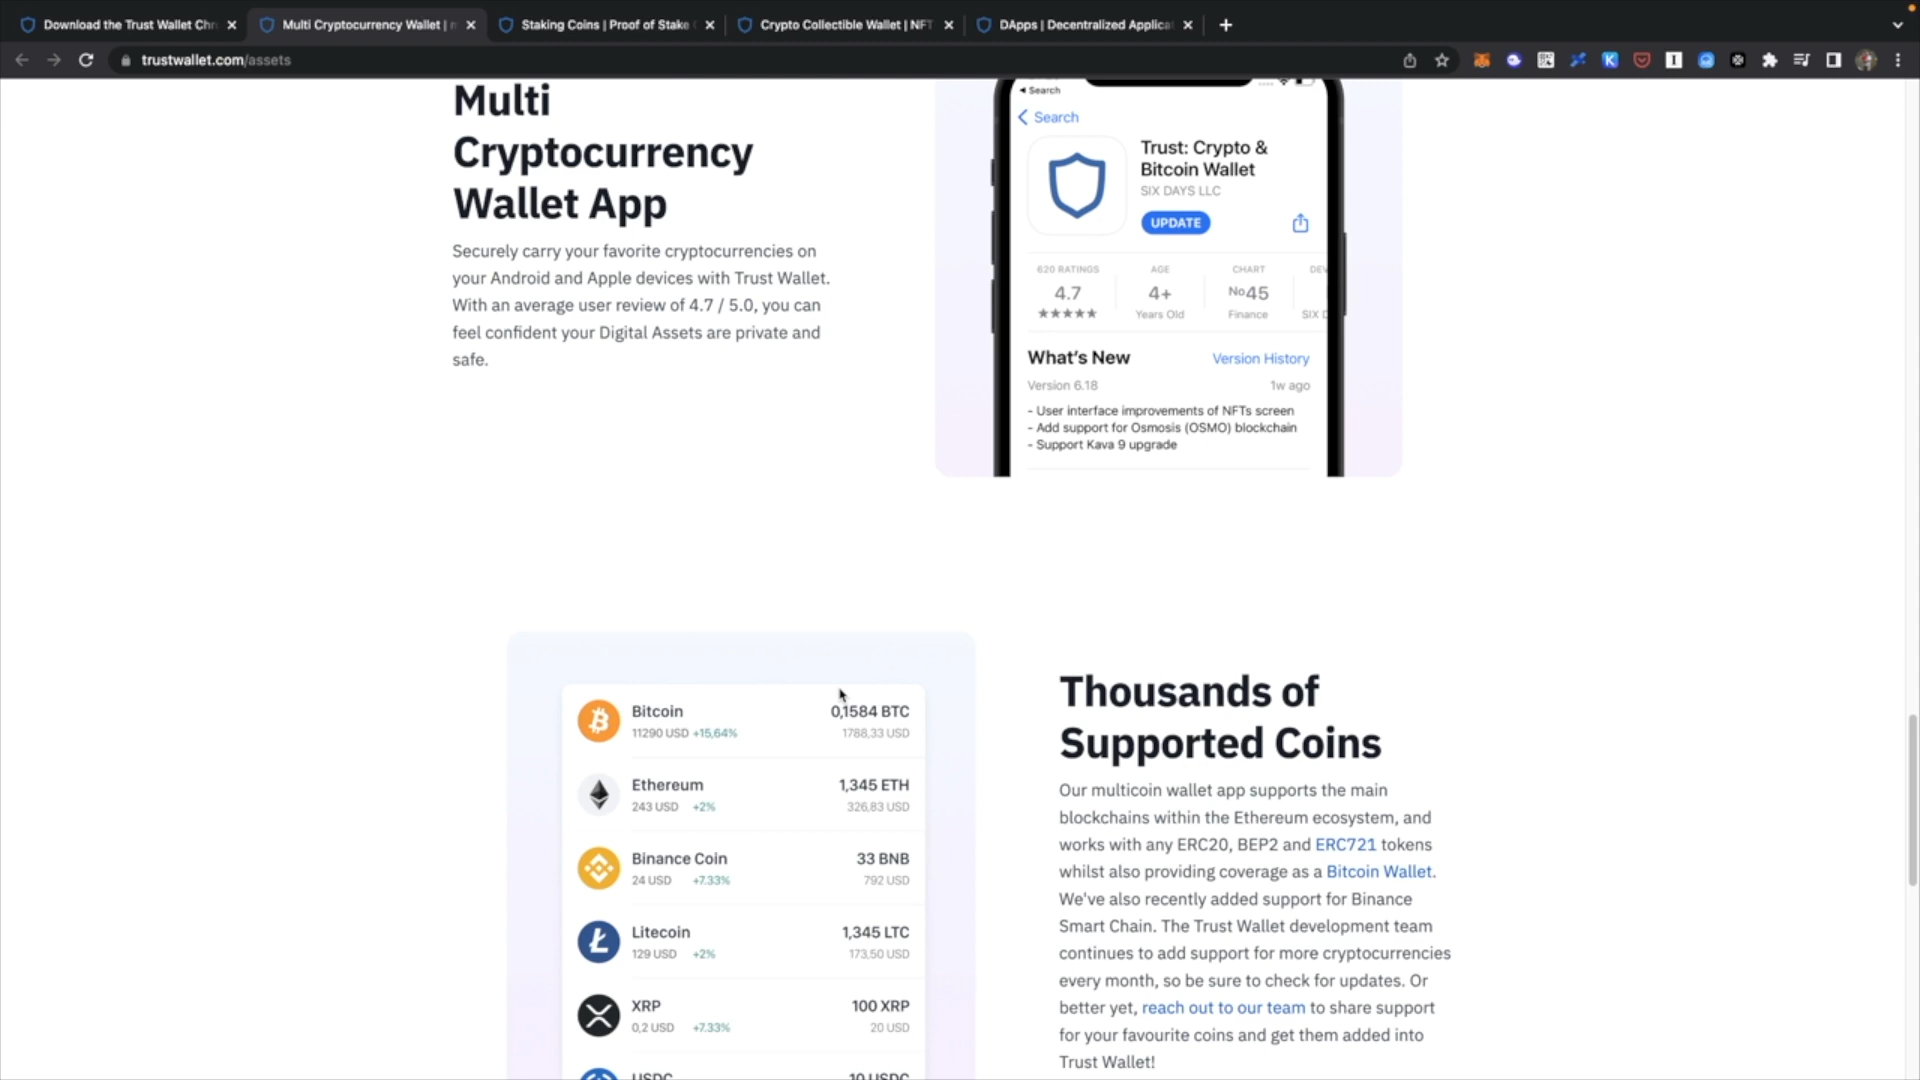 Download the Trust Wallet Chr
Multi Cryptocurrency Wallet |
Staking Coins | Proof of Stake
Crypto Collectible Wallet | NFT
DApps | Decentralized Applica
trustwallet.com/assets
Multi
Cryptocurrency
Wallet App
Securely carry your favorite cryptocurrencies on
your Android and Apple devices with Trust Wallet.
With an average user review of 4.7 / 5.0, you can
feel confident your Digital Assets are private and
safe.
Search
Search
Trust: Crypto &
Bitcoin Wallet
SIX DAYS LLC
UPDATE
620 RATINGS AGE CHART DEV
4.7 4+ No45
Years Old Finance SIX D
What's New Version History
Version 6.18 1w ago
- User interface improvements of NFTs screen
- Add support for Osmosis (OSMO) blockchain
- Support Kava 9 upgrade
Bitcoin 0,1584 BTC
11290 USD +15,64% 1788,33 USD
Ethereum 1,345 ETH
243 USD +2% 326,83 USD
Binance Coin 33 BNB
24 USD +7.33% 792 USD
Litecoin 1,345 LTC
129 USD +2% 173,50 USD
XRP 100 XRP
0,2 USD +7.33% 20 USD
USDC 10 USDC
Thousands of
Supported Coins
Our multicoin wallet app supports the main
blockchains within the Ethereum ecosystem, and
works with any ERC20, BEP2 and ERC721 tokens
whilst also providing coverage as a Bitcoin Wallet.
We've also recently added support for Binance
Smart Chain. The Trust Wallet development team
continues to add support for more cryptocurrencies
every month, so be sure to check for updates. Or
better yet, reach out to our team to share support
for your favourite coins and get them added into
Trust Wallet!